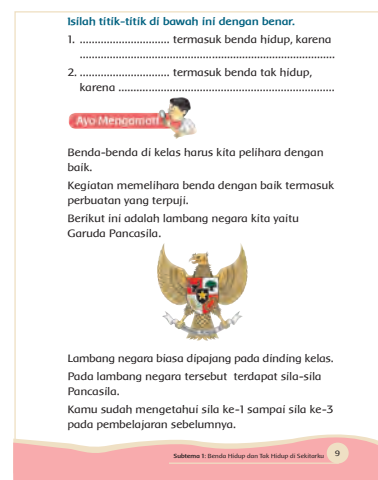 Isilah titik-titik di bawah ini dengan benar.
1. .............................. termasuk benda hidup, karena
.....................................................................................
2. .............................. termasuk benda tak hidup,
karena ........................................................................
Ayo Mengamati
Benda-benda di kelas harus kita pelihara dengan
baik.
Kegiatan memelihara benda dengan baik termasuk
perbuatan yang terpuji.
Berikut ini adalah lambang negara kita yaitu
Garuda Pancasila.
Lambang negara biasa dipajang pada dinding kelas.
Pada lambang negara tersebut terdapat sila-sila
Pancasila.
Kamu sudah mengetahui sila ke-1 sampai sila ke-3
pada pembelajaran sebelumnya.
Subtema 1: Benda Hidup dan Tak Hidup di Sekitarku 9